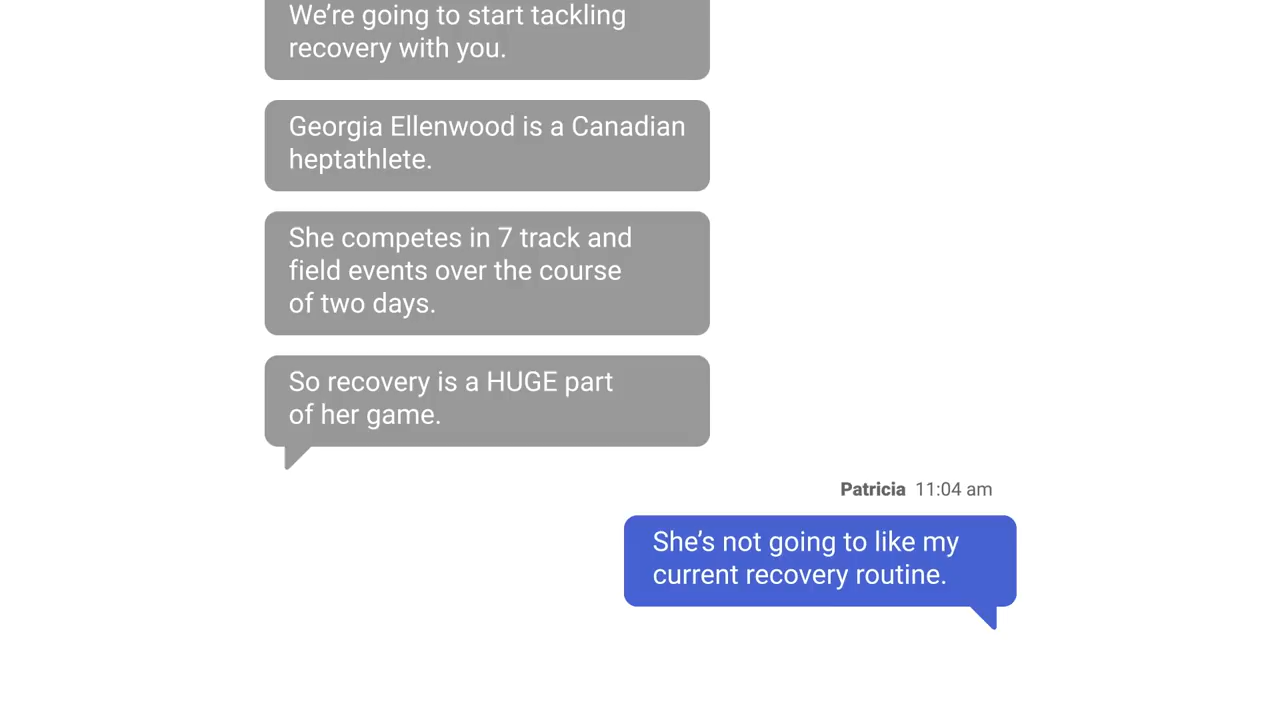 We’re going to start tackling
recovery with you.
Georgia Ellenwood is a Canadian
heptathlete.
She competes in 7 track and
field events over the course
of two days.
So recovery is a HUGE part
of her game.
Patricia 11:04 am
She’s not going to like my
current recovery routine.